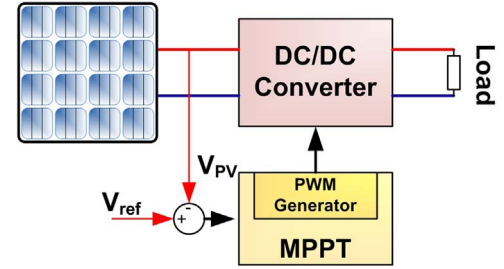 DC/DC
Converter
Load
V_PV
V_ref
+
-
PWM
Generator
MPPT